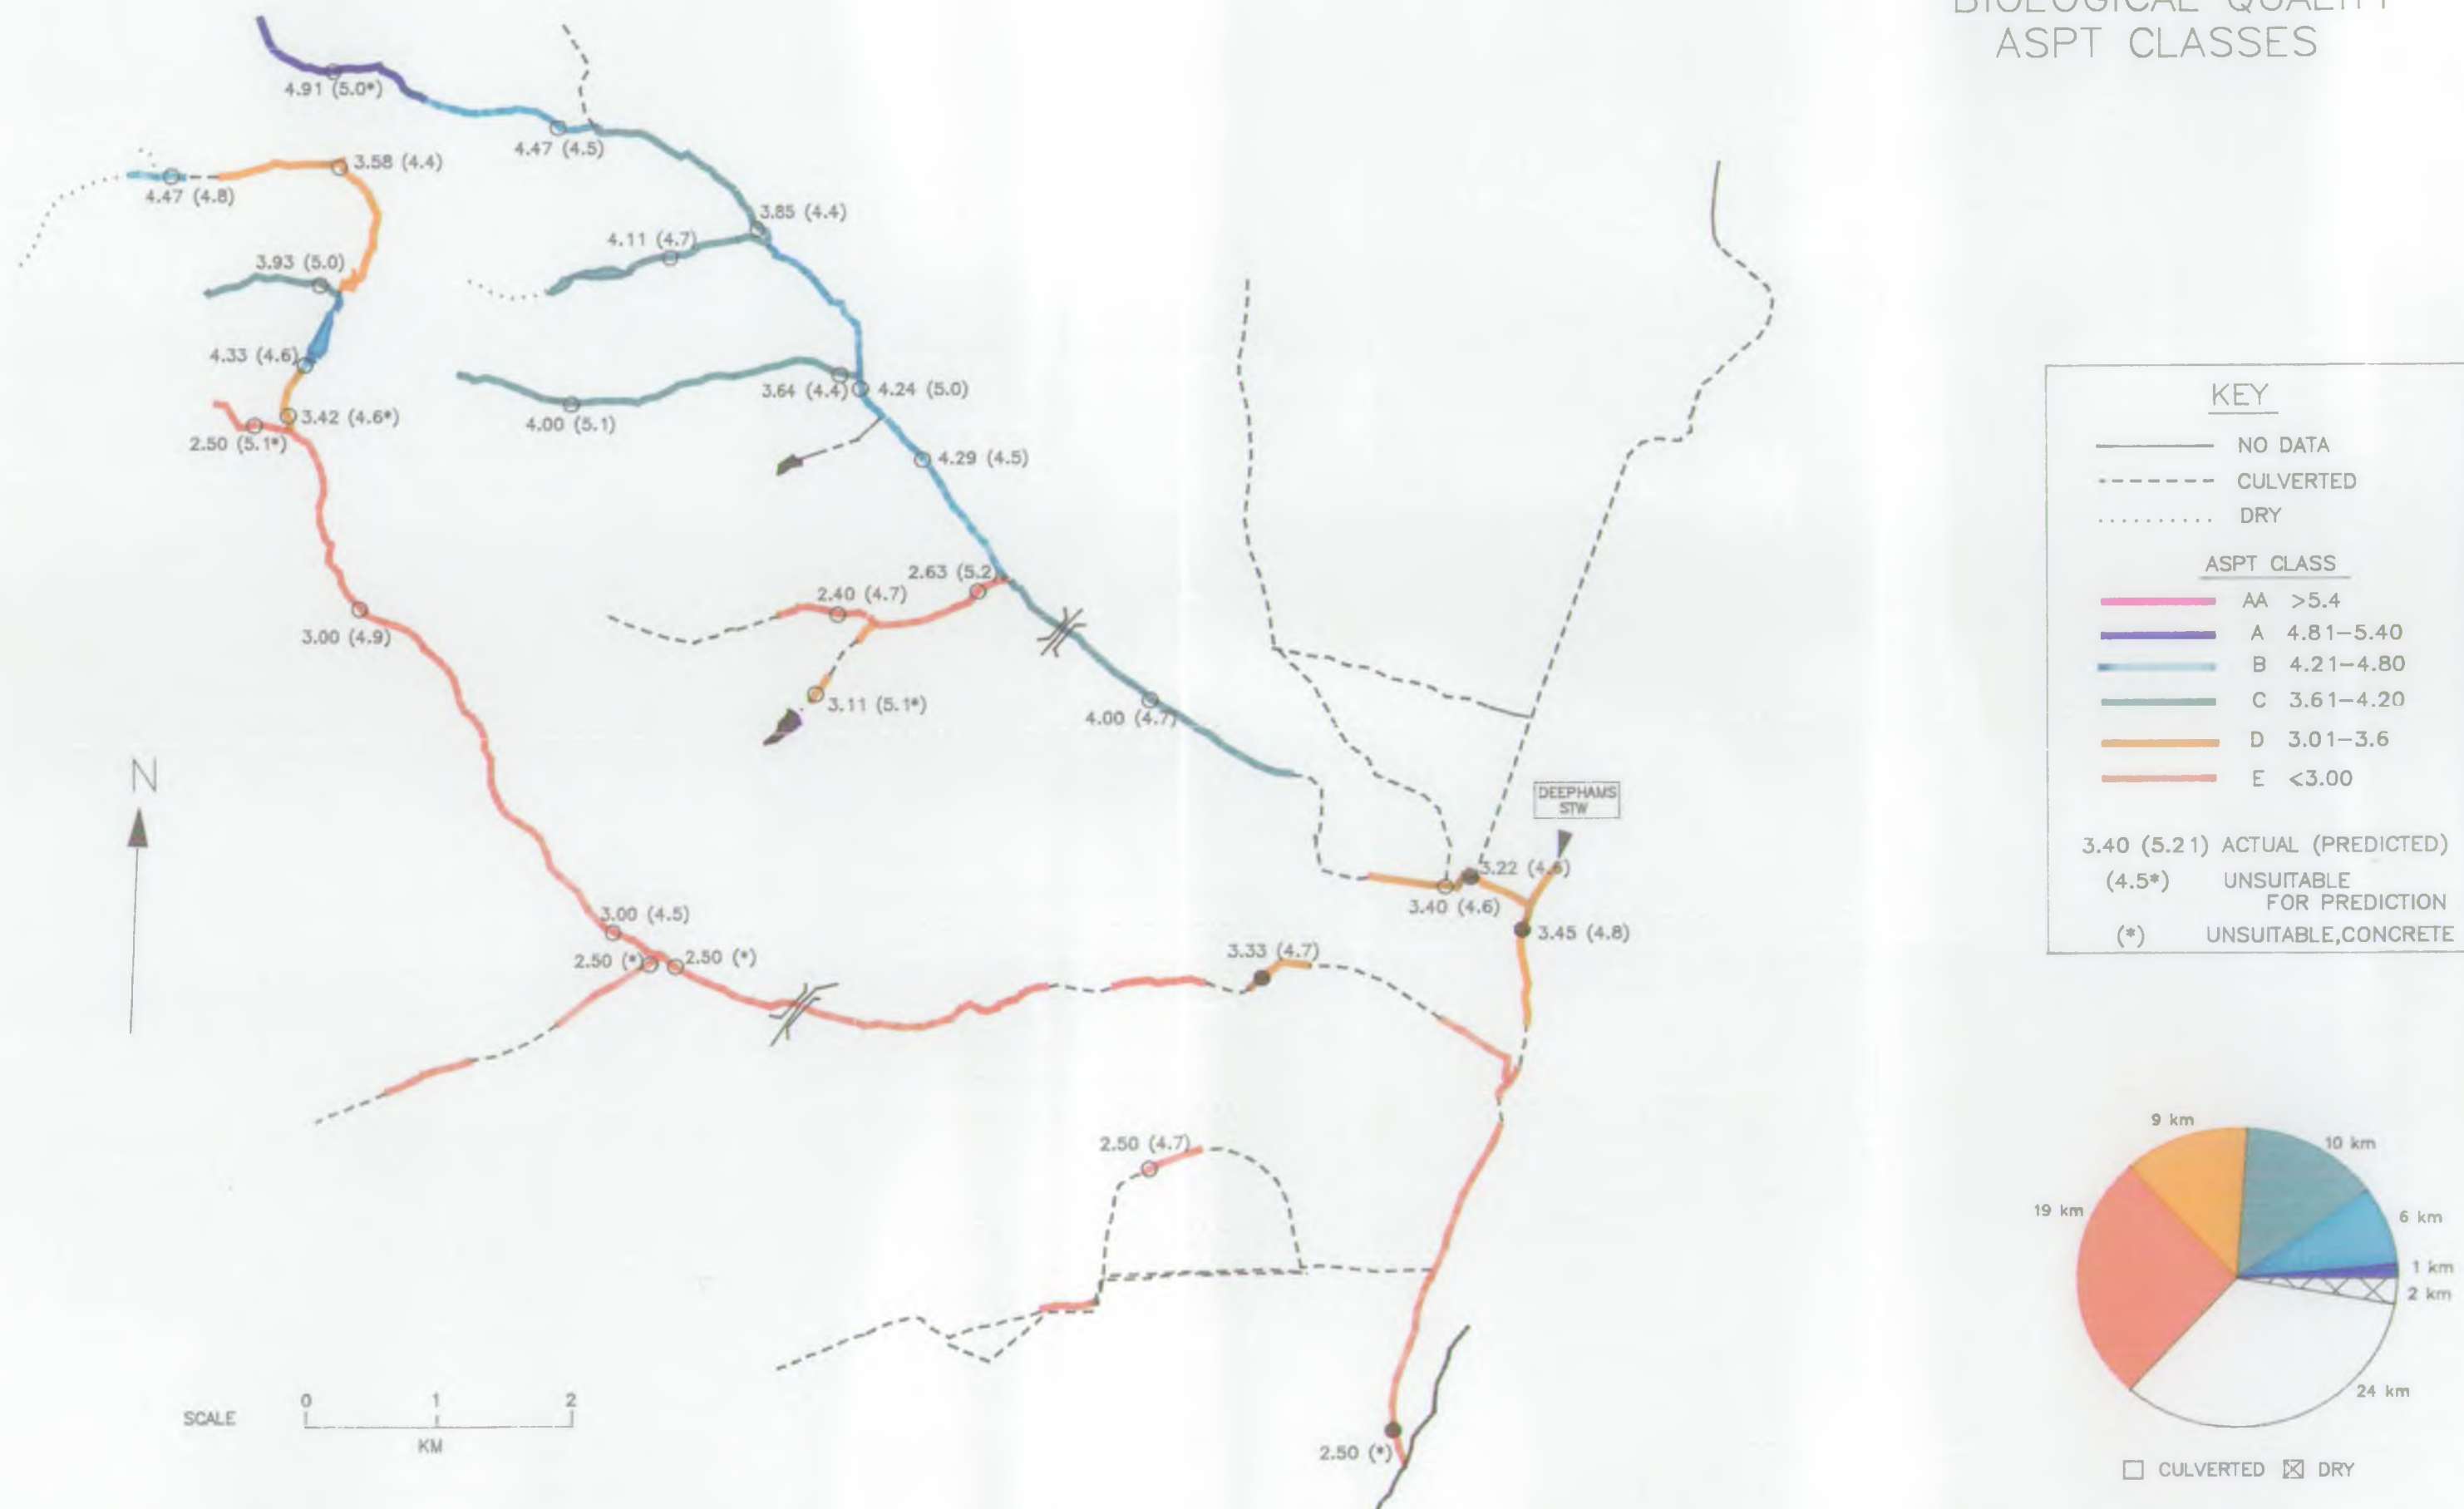 BIOLOGICAL QUALITY
ASPT CLASSES
4.91 (5.0*)
4.47 (4.5)
3.58 (4.4)
4.47 (4.8)
3.85 (4.4)
4.11 (4.7)
3.93 (5.0)
4.33 (4.6)
3.64 (4.4)
4.24 (5.0)
4.00 (5.1)
3.42 (4.6*)
2.50 (5.1*)
4.29 (4.5)
2.63 (5.2
2.40 (4.7)
3.00 (4.9)
3.11 (5.1*)
4.00 (4.7)
N
DEEPHAMS
STW
3.22 (4.6)
3.40 (4.6)
3.00 (4.5)
3.45 (4.8)
3.33 (4.7)
2.50 (*)
2.50 (*)
2.50 (4.7)
2.50 (*)
SCALE
0 1 2
KM
KEY
NO DATA
CULVERTED
DRY
ASPT CLASS
AA >5.4
A 4.81-5.40
B 4.21-4.80
C 3.61-4.20
D 3.01-3.6
E <3.00
3.40 (5.21) ACTUAL (PREDICTED)
(4.5*) UNSUITABLE
FOR PREDICTION
(*) UNSUITABLE,CONCRETE
9 km
10 km
19 km
6 km
1 km
2 km
24 km
CULVERTED DRY